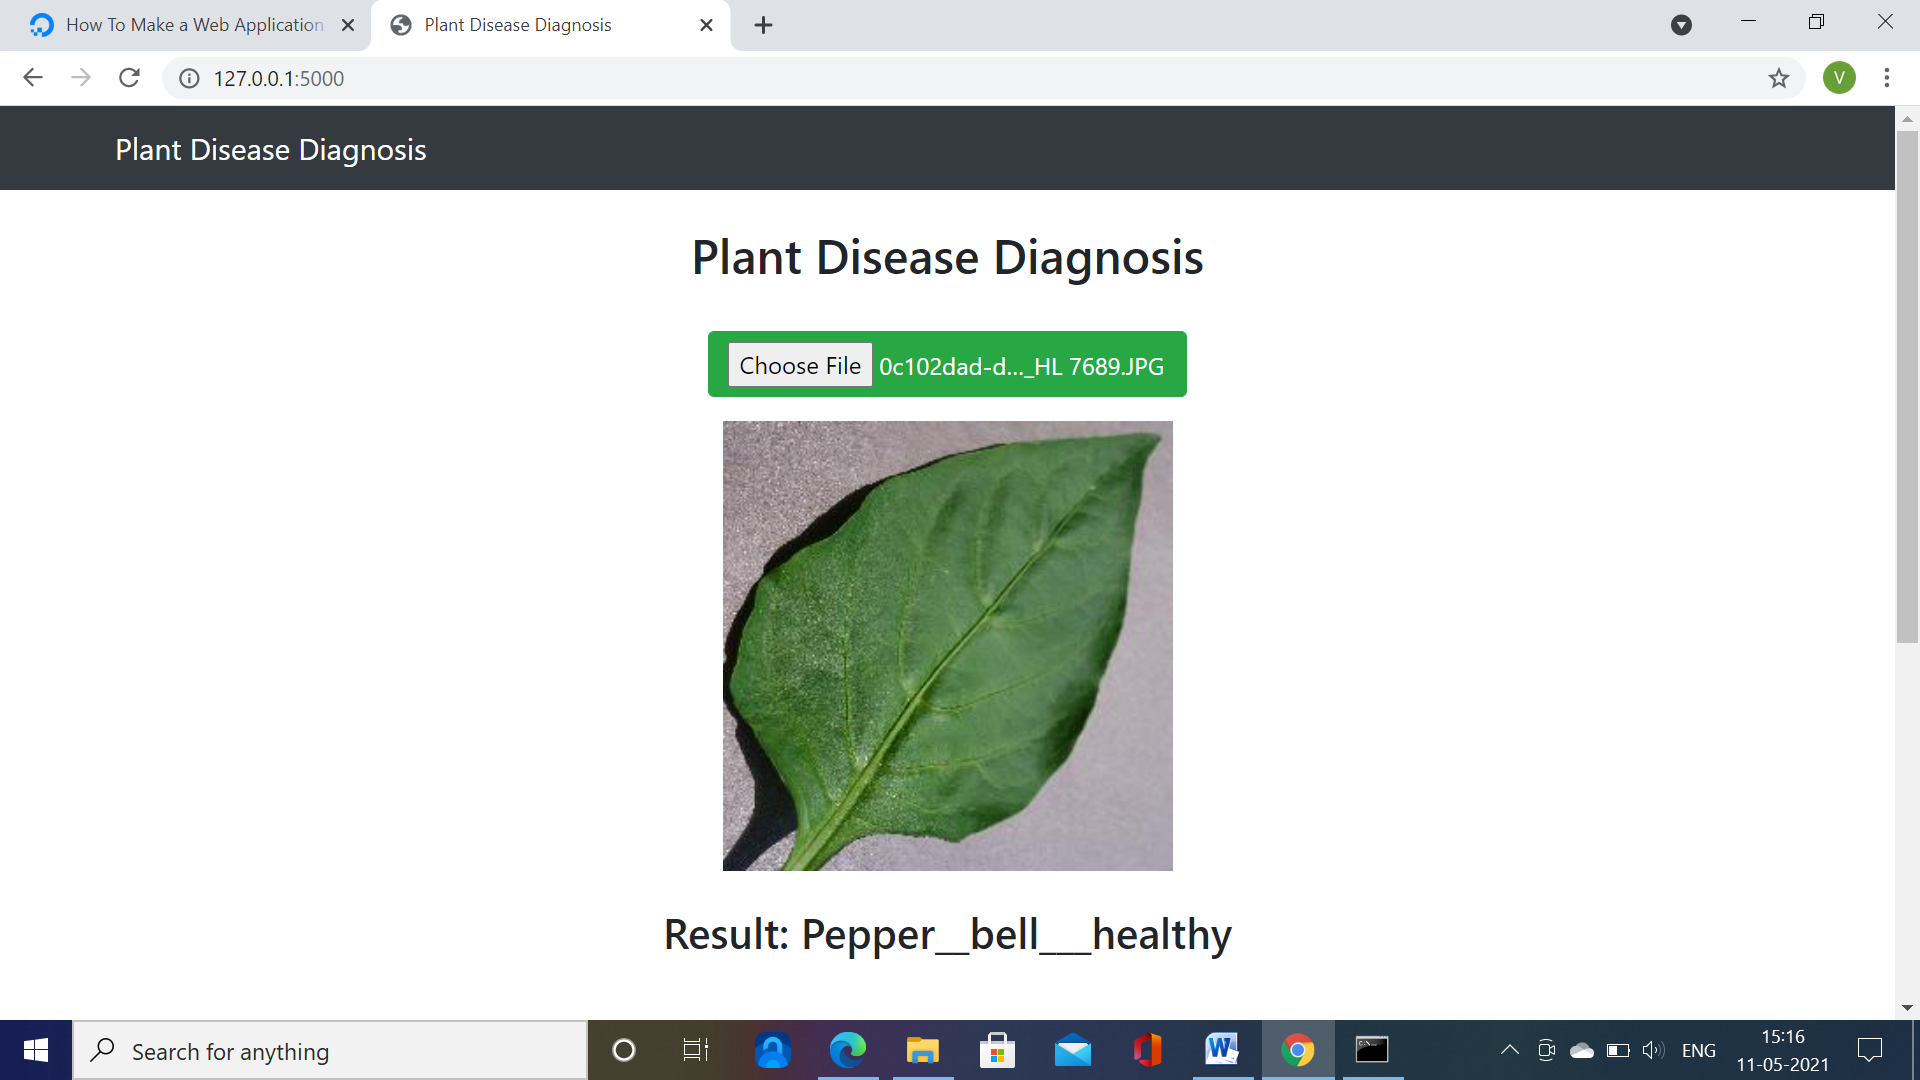 How To Make a Web Application
Plant Disease Diagnosis
127.0.0.1:5000
V
Plant Disease Diagnosis
Plant Disease Diagnosis
Choose File 0c102dad-d..._HL 7689.JPG
Result: Pepper__bell___healthy
Search for anything
ENG
15:16
11-05-2021